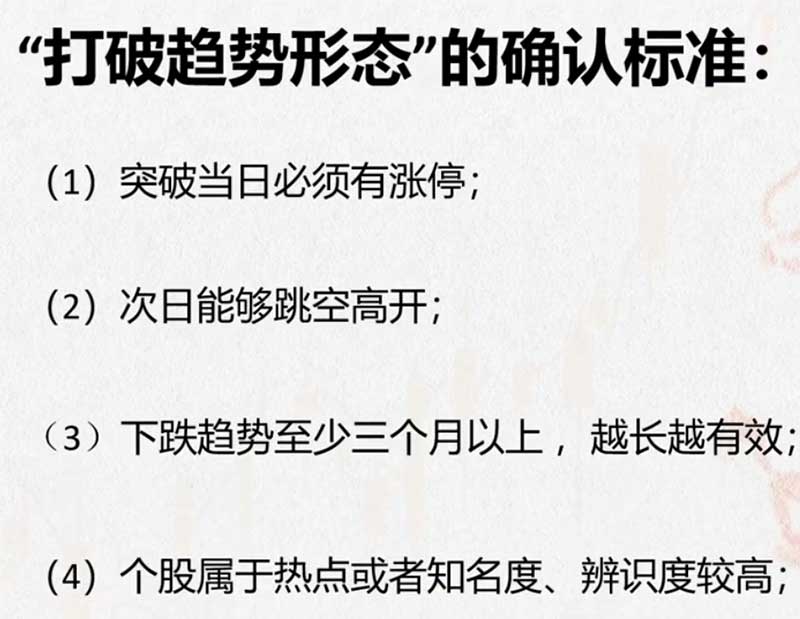 “打破趋势形态”的确认标准：
（1）突破当日必须有涨停；
（2）次日能够跳空高开；
（3）下跌趋势至少三个月以上，越长越有效；
（4）个股属于热点或者知名度、辨识度较高；